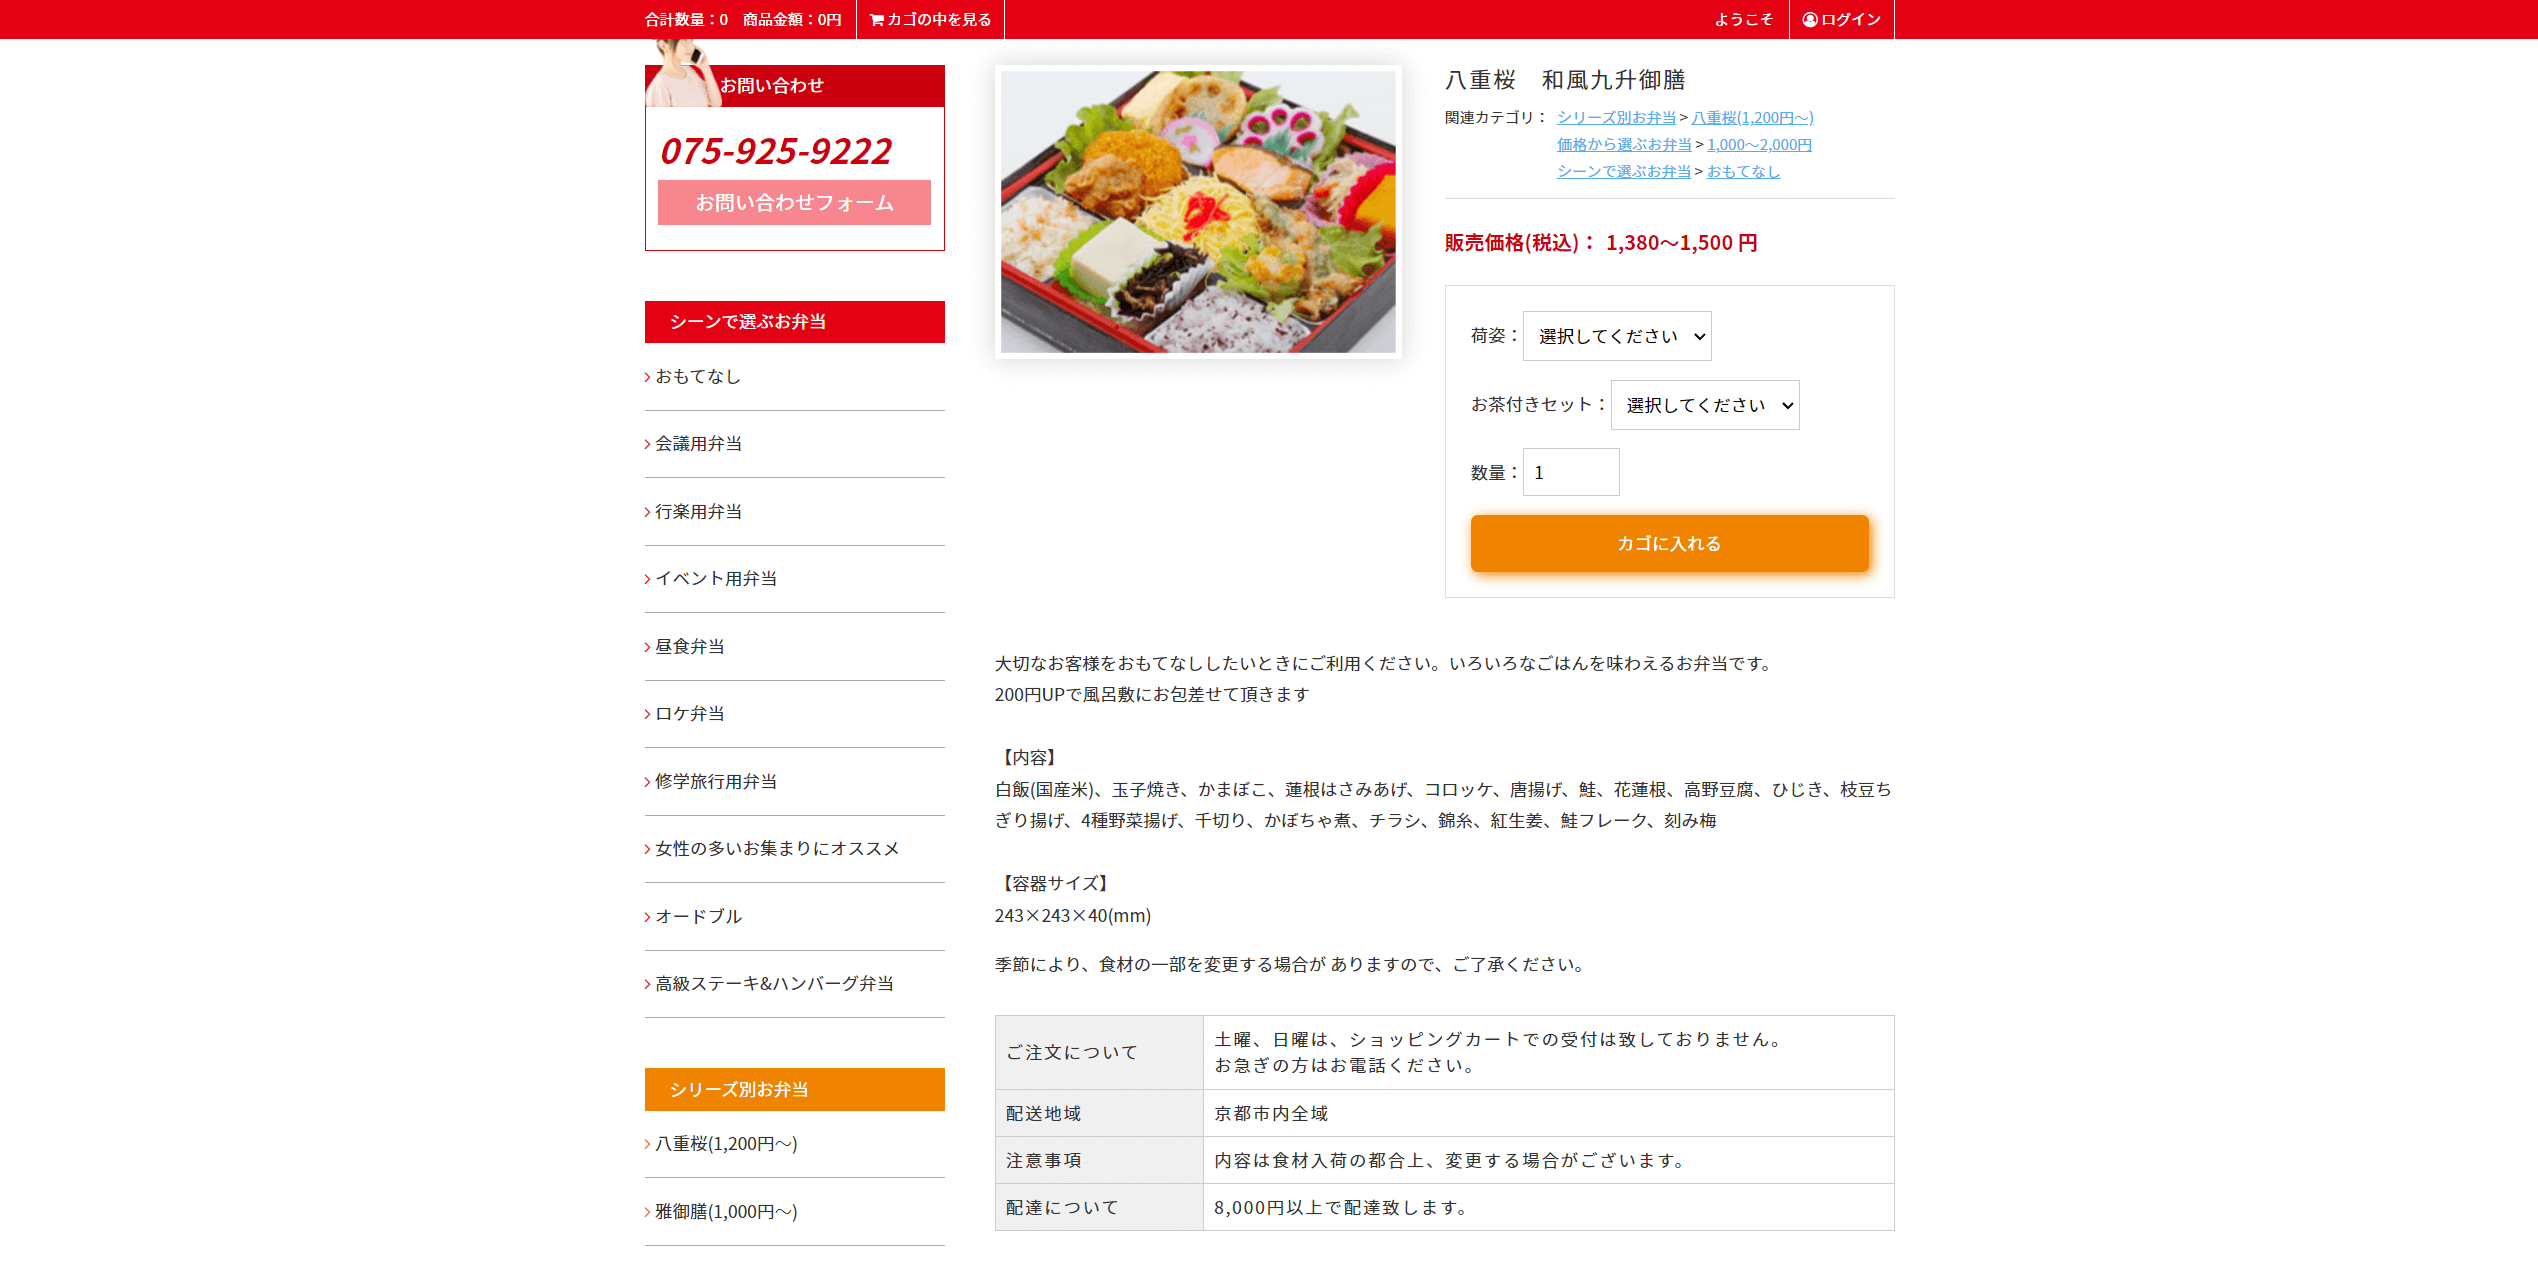 合計数量：0　商品金額：0円
カゴの中を見る
ようこそ
ログイン
お問い合わせ
075-925-9222
お問い合わせフォーム
シーンで選ぶお弁当
おもてなし
会議用弁当
行楽用弁当
イベント用弁当
昼食弁当
ロケ弁当
修学旅行用弁当
女性の多いお集まりにオススメ
オードブル
高級ステーキ&ハンバーグ弁当
シリーズ別お弁当
八重桜(1,200円～)
雅御膳(1,000円～)
八重桜　和風九升御膳
関連カテゴリ： シリーズ別お弁当 > 八重桜(1,200円～)
価格から選ぶお弁当 > 1,000～2,000円
シーンで選ぶお弁当 > おもてなし
販売価格(税込)： 1,380～1,500 円
荷姿： 選択してください
お茶付きセット： 選択してください
数量： 1
カゴに入れる
大切なお客様をおもてなししたいときにご利用ください。いろいろなごはんを味わえるお弁当です。
200円UPで風呂敷にお包差せて頂きます
【内容】
白飯(国産米)、玉子焼き、かまぼこ、蓮根はさみあげ、コロッケ、唐揚げ、鮭、花蓮根、高野豆腐、ひじき、枝豆ち
ぎり揚げ、4種野菜揚げ、千切り、かぼちゃ煮、チラシ、錦糸、紅生姜、鮭フレーク、刻み梅
【容器サイズ】
243×243×40(mm)
季節により、食材の一部を変更する場合が ありますので、ご了承ください。
ご注文について
土曜、日曜は、ショッピングカートでの受付は致しておりません。
お急ぎの方はお電話ください。
配送地域
京都市内全域
注意事項
内容は食材入荷の都合上、変更する場合がございます。
配達について
8,000円以上で配達致します。